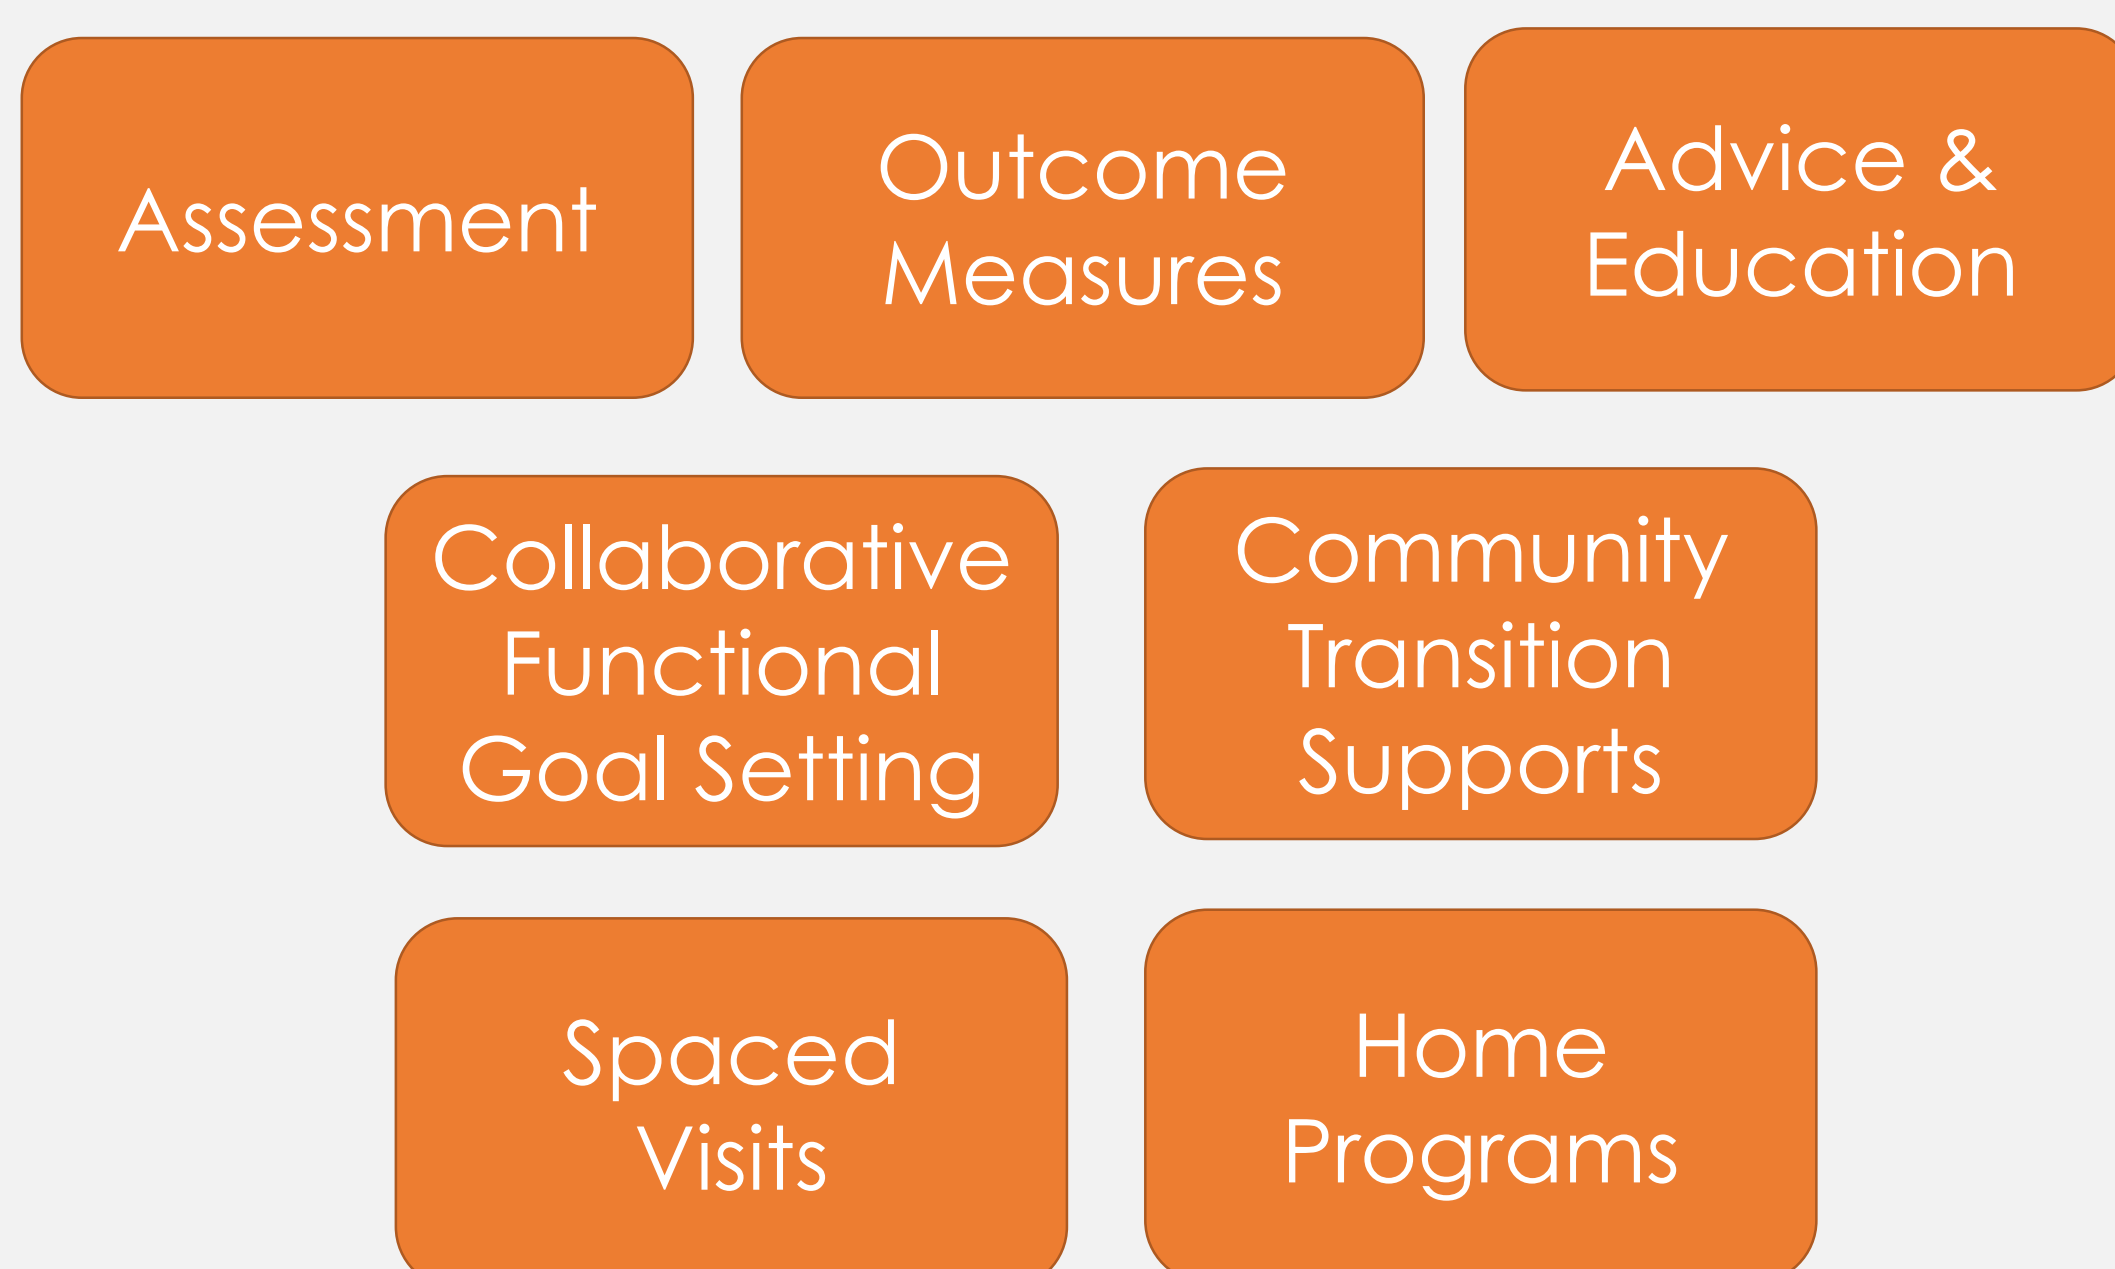 Assessment
Outcome
Measures
Advice &
Education
Collaborative
Functional
Goal Setting
Community
Transition
Supports
Spaced
Visits
Home
Programs